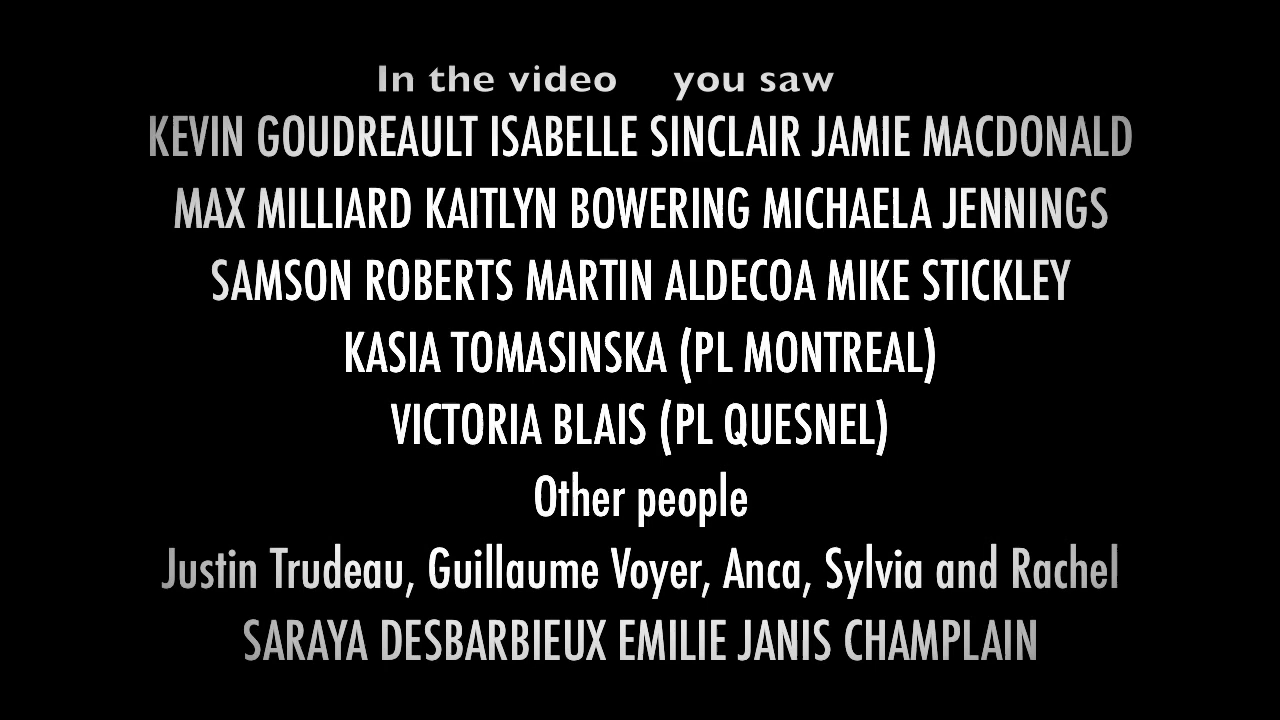 In the video you saw
KEVIN GOUDREAULT ISABELLE SINCLAIR JAMIE MACDONALD
MAX MILLIARD KAITLYN BOWERING MICHAELA JENNINGS
SAMSON ROBERTS MARTIN ALDECOA MIKE STICKLEY
KASIA TOMASINSKA (PL MONTREAL)
VICTORIA BLAIS (PL QUESNEL)
Other people
Justin Trudeau, Guillaume Voyer, Anca, Sylvia and Rachel
SARAYA DESBARBIEUX EMILIE JANIS CHAMPLAIN